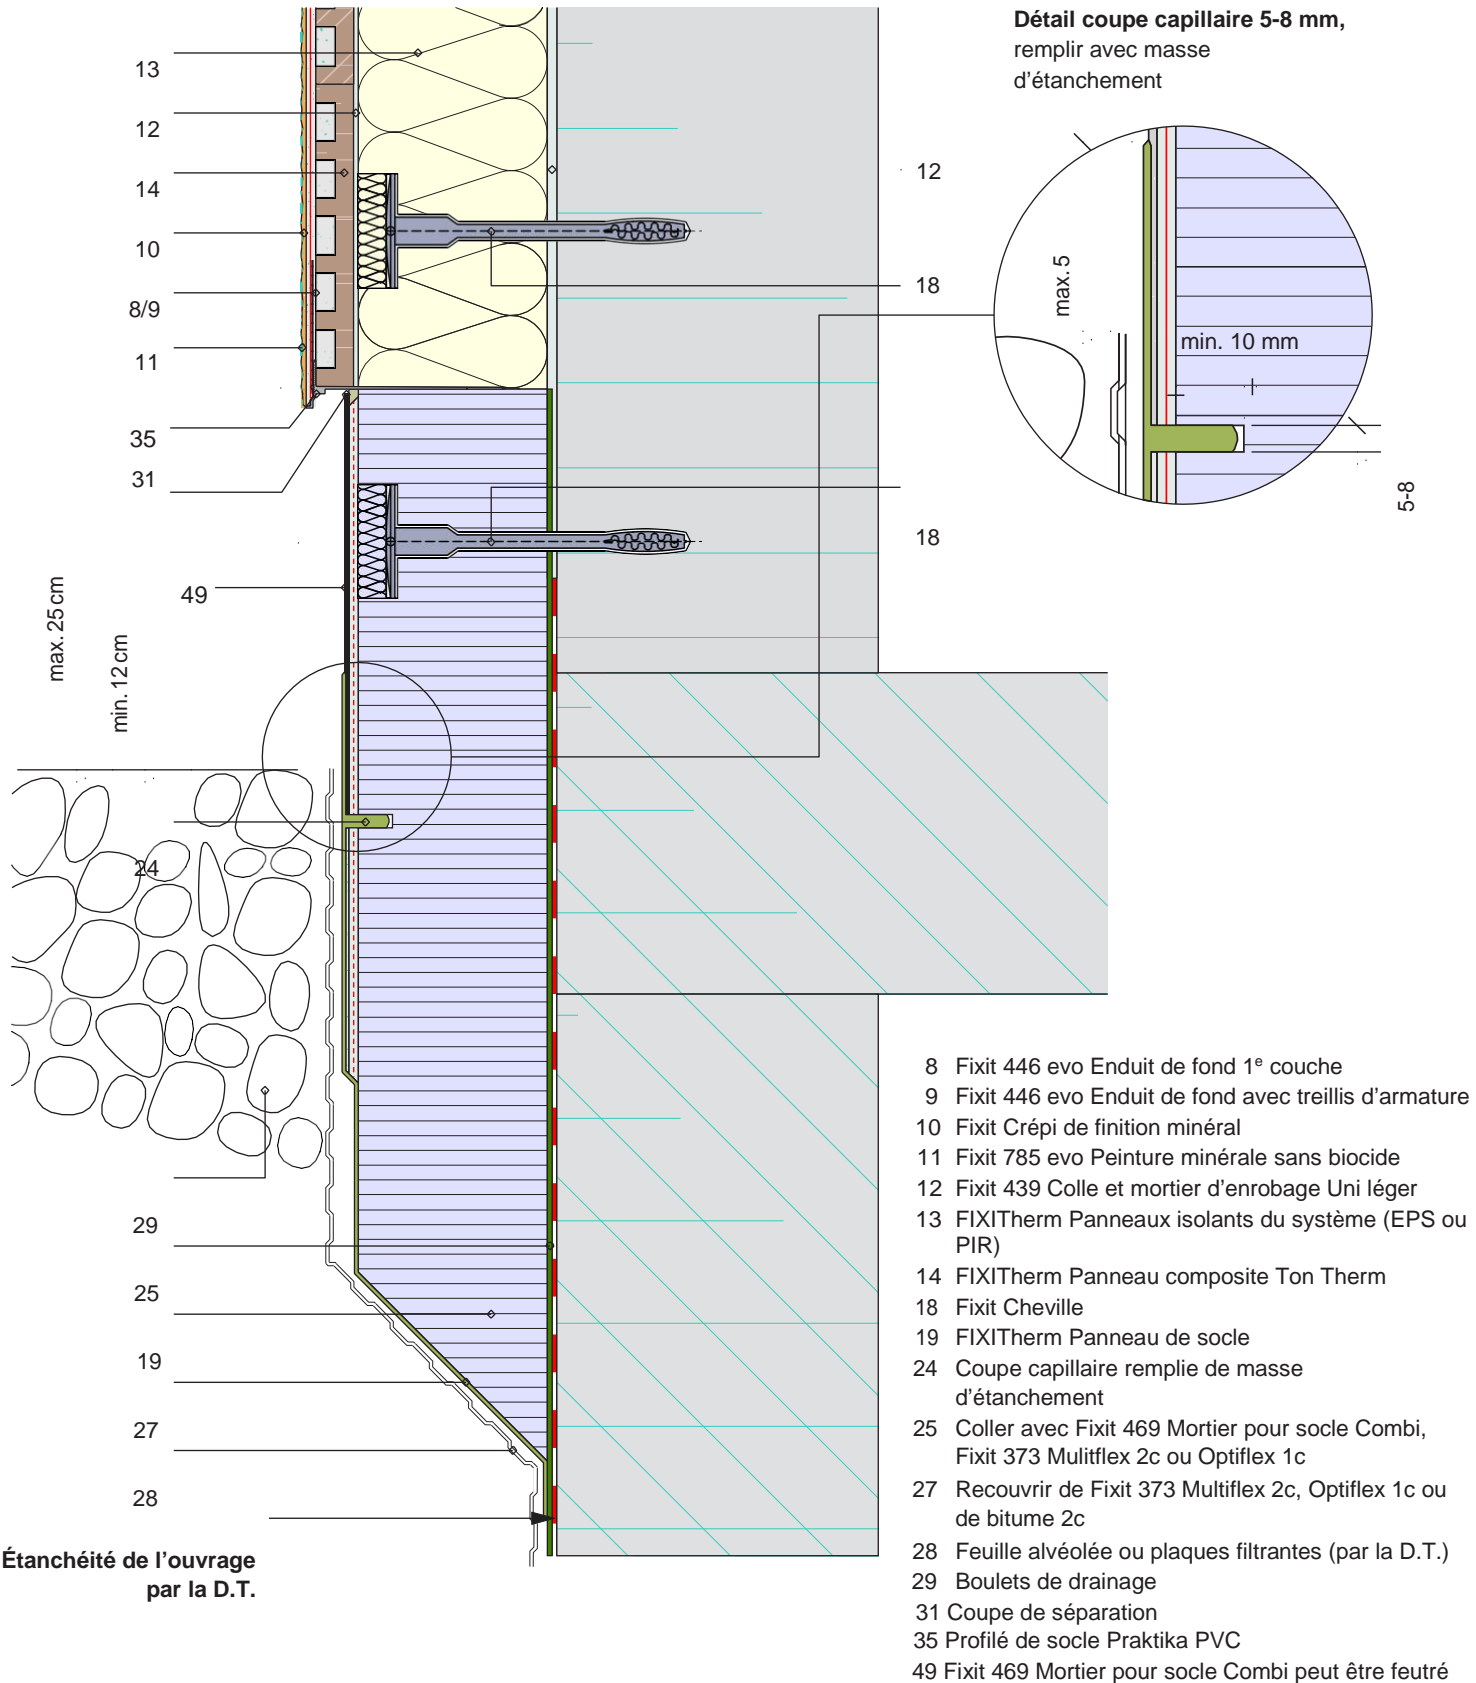 Détail coupe capillaire 5-8 mm,
remplir avec masse
d’étanchement
13
12
14
10
8/9
11
35
31
49
12
18
18
max. 5
min. 10 mm
5-8
max. 25 cm
min. 12 cm
24
29
25
19
27
28
Étanchéité de l’ouvrage
par la D.T.
8 Fixit 446 evo Enduit de fond 1ᵉ couche
9 Fixit 446 evo Enduit de fond avec treillis d’armature
10 Fixit Crépi de finition minéral
11 Fixit 785 evo Peinture minérale sans biocide
12 Fixit 439 Colle et mortier d’enrobage Uni léger
13 FIXITherm Panneaux isolants du système (EPS ou
PIR)
14 FIXITherm Panneau composite Ton Therm
18 Fixit Cheville
19 FIXITherm Panneau de socle
24 Coupe capillaire remplie de masse
d’étanchement
25 Coller avec Fixit 469 Mortier pour socle Combi,
Fixit 373 Mulitflex 2c ou Optiflex 1c
27 Recouvrir de Fixit 373 Multiflex 2c, Optiflex 1c ou
de bitume 2c
28 Feuille alvéolée ou plaques filtrantes (par la D.T.)
29 Boulets de drainage
31 Coupe de séparation
35 Profilé de socle Praktika PVC
49 Fixit 469 Mortier pour socle Combi peut être feutré